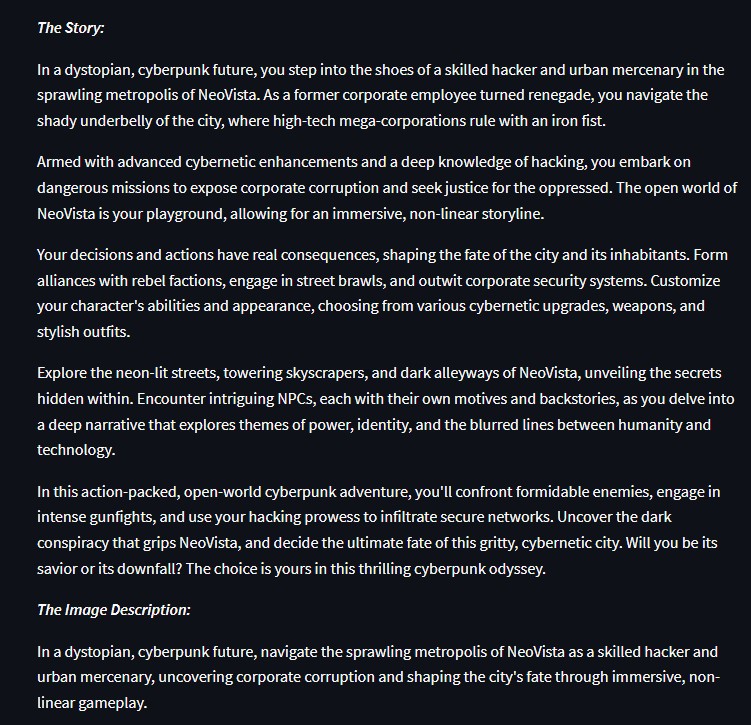 The Story:
In a dystopian, cyberpunk future, you step into the shoes of a skilled hacker and urban mercenary in the
sprawling metropolis of NeoVista. As a former corporate employee turned renegade, you navigate the
shady underbelly of the city, where high-tech mega-corporations rule with an iron fist.
Armed with advanced cybernetic enhancements and a deep knowledge of hacking, you embark on
dangerous missions to expose corporate corruption and seek justice for the oppressed. The open world of
NeoVista is your playground, allowing for an immersive, non-linear storyline.
Your decisions and actions have real consequences, shaping the fate of the city and its inhabitants. Form
alliances with rebel factions, engage in street brawls, and outwit corporate security systems. Customize
your character's abilities and appearance, choosing from various cybernetic upgrades, weapons, and
stylish outfits.
Explore the neon-lit streets, towering skyscrapers, and dark alleyways of NeoVista, unveiling the secrets
hidden within. Encounter intriguing NPCs, each with their own motives and backstories, as you delve into
a deep narrative that explores themes of power, identity, and the blurred lines between humanity and
technology.
In this action-packed, open-world cyberpunk adventure, you'll confront formidable enemies, engage in
intense gunfights, and use your hacking prowess to infiltrate secure networks. Uncover the dark
conspiracy that grips NeoVista, and decide the ultimate fate of this gritty, cybernetic city. Will you be its
savior or its downfall? The choice is yours in this thrilling cyberpunk odyssey.
The Image Description:
In a dystopian, cyberpunk future, navigate the sprawling metropolis of NeoVista as a skilled hacker and
urban mercenary, uncovering corporate corruption and shaping the city's fate through immersive, non-
linear gameplay.